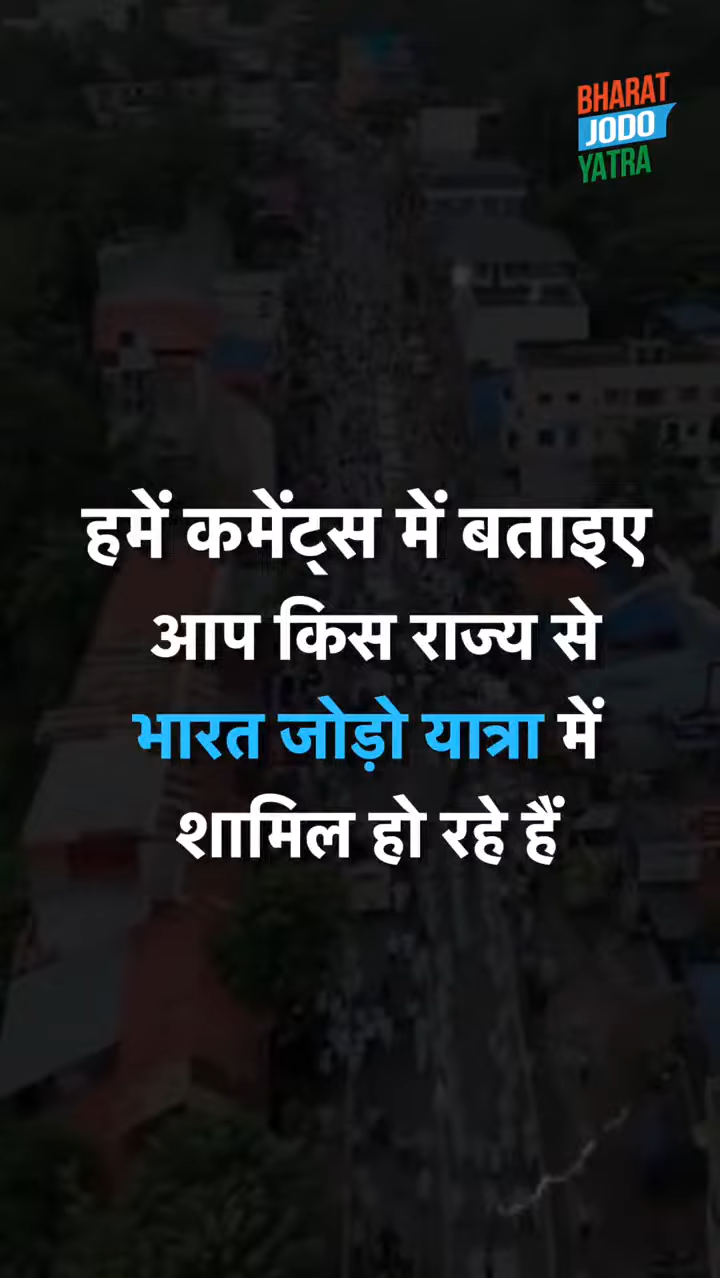 BHARAT
JODO
YATRA
हमें कमेंट्स में बताइए
आप किस राज्य से
भारत जोड़ो यात्रा में
शामिल हो रहे हैं